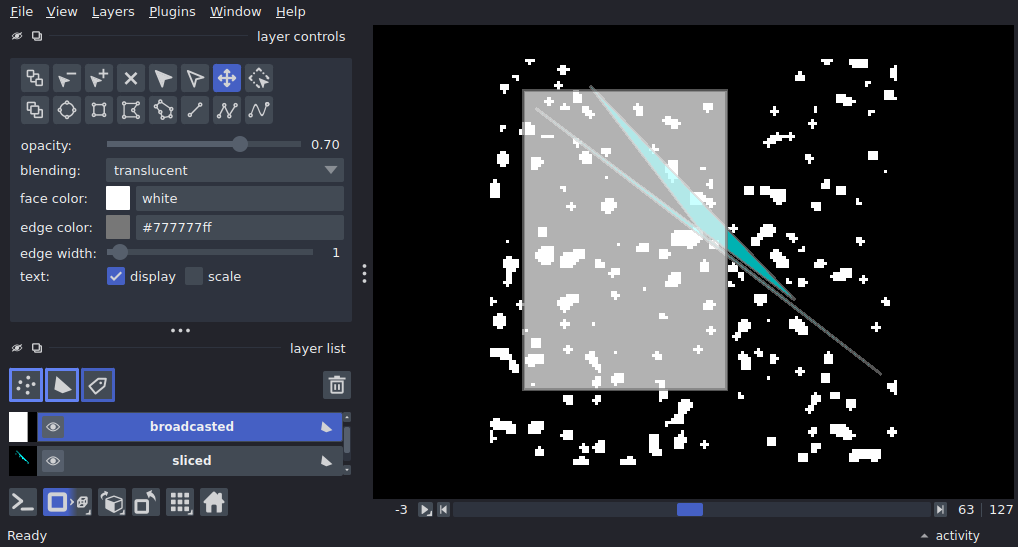 File View Layers Plugins Window Help
layer controls
opacity: 0.70
blending: translucent
face color: white
edge color: #777777ff
edge width: 1
text: display scale
layer list
broadcasted
sliced
-3 63 127
Ready activity